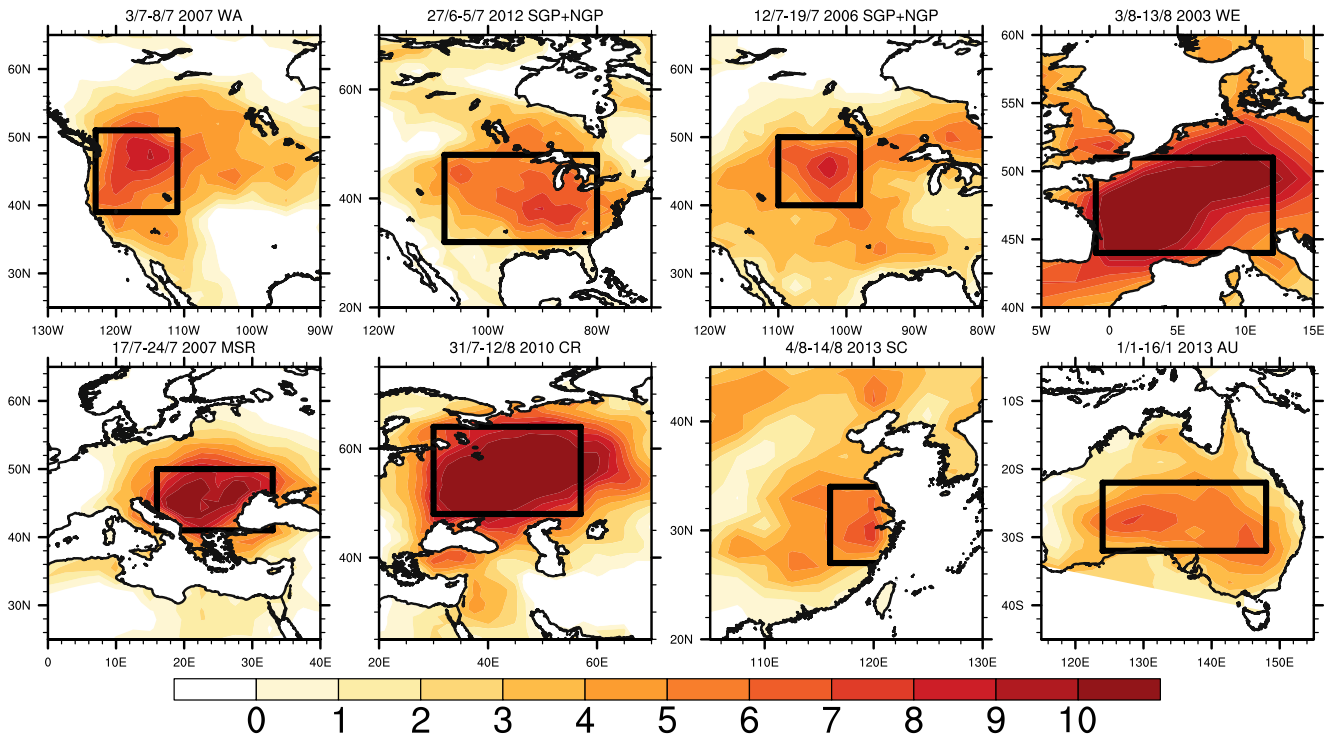 3/7-8/7 2007 WA
27/6-5/7 2012 SGP+NGP
12/7-19/7 2006 SGP+NGP
3/8-13/8 2003 WE
60N
50N
40N
30N
130W 120W 110W 100W 90W
60N
40N
20N
120W 100W 80W
60N
50N
40N
30N
120W 110W 100W 90W 80W
60N
55N
50N
45N
40N
5W 0 5E 10E 15E
17/7-24/7 2007 MSR
31/7-12/8 2010 CR
4/8-14/8 2013 SC
1/1-16/1 2013 AU
60N
50N
40N
30N
0 10E 20E 30E 40E
60N
40N
20E 40E 60E
40N
30N
20N
110E 120E 130E
10S
20S
30S
40S
120E 130E 140E 150E
0 1 2 3 4 5 6 7 8 9 10